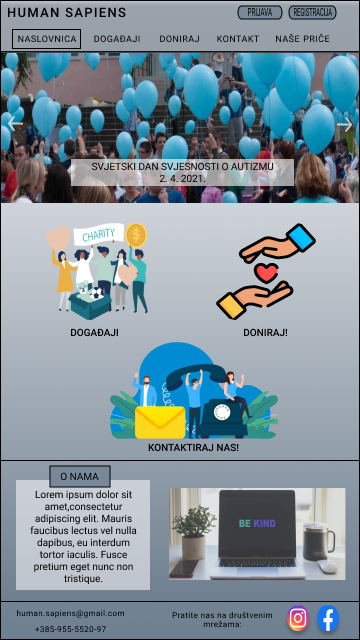 HUMAN SAPIENS
PRIJAVA
REGISTRACIJA
NASLOVNICA
DOGAĐAJI
DONIRAJ
KONTAKT
NAŠE PRIČE
SVJETSKI DAN SVJESNOSTI O AUTIZMU
2. 4. 2021.
CHARITY
$
DOGAĐAJI
DONIRAJ!
KONTAKTIRAJ NAS!
O NAMA
Lorem ipsum dolor sit
amet,consectetur
adipiscing elit. Mauris
faucibus lectus vel nulla
dapibus, eu interdum
tortor iaculis. Fusce
pretium eget nunc non
tristique.
BE KIND
human.sapiens@gmail.com
+385-955-5520-97
Pratite nas na društvenim
mrežama: